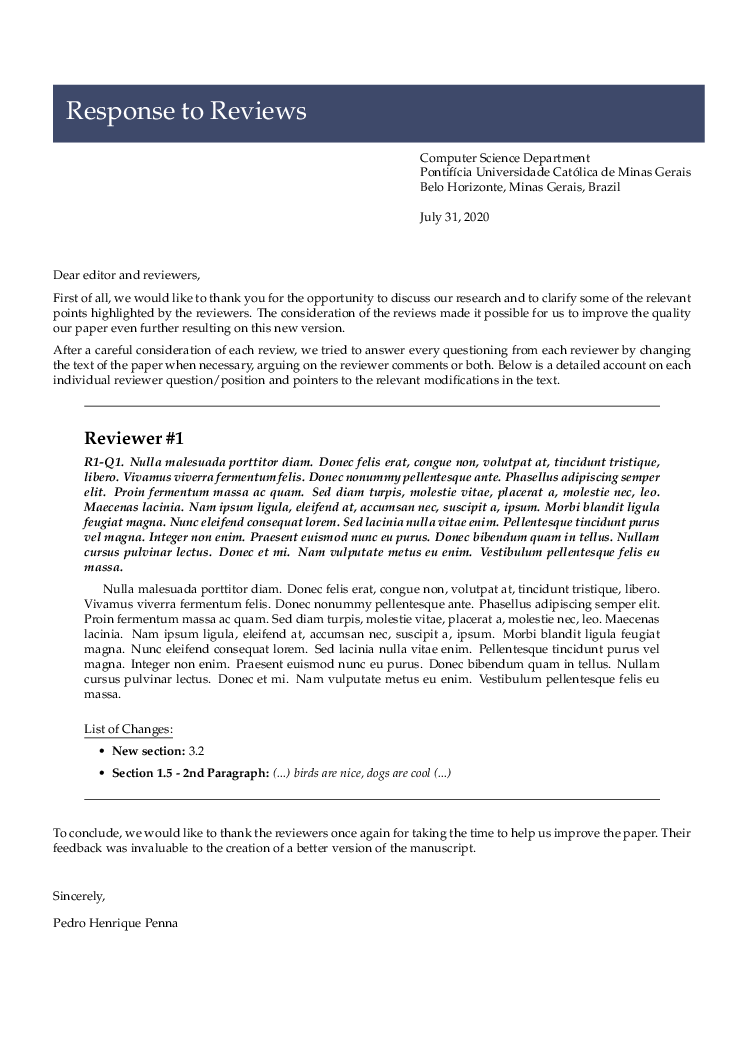 Response to Reviews
Computer Science Department
Pontifícia Universidade Católica de Minas Gerais
Belo Horizonte, Minas Gerais, Brazil
July 31, 2020
Dear editor and reviewers,
First of all, we would like to thank you for the opportunity to discuss our research and to clarify some of the relevant
points highlighted by the reviewers. The consideration of the reviews made it possible for us to improve the quality
our paper even further resulting on this new version.
After a careful consideration of each review, we tried to answer every questioning from each reviewer by changing
the text of the paper when necessary, arguing on the reviewer comments or both. Below is a detailed account on each
individual reviewer question/position and pointers to the relevant modifications in the text.
Reviewer #1
R1-Q1. Nulla malesuada porttitor diam. Donec felis erat, congue non, volutpat at, tincidunt tristique,
libero. Vivamus viverra fermentum felis. Donec nonummy pellentesque ante. Phasellus adipiscing semper
elit. Proin fermentum massa ac quam. Sed diam turpis, molestie vitae, placerat a, molestie nec, leo.
Maecenas lacinia. Nam ipsum ligula, eleifend at, accumsan nec, suscipit a, ipsum. Morbi blandit ligula
feugiat magna. Nunc eleifend consequat lorem. Sed lacinia nulla vitae enim. Pellentesque tincidunt purus
vel magna. Integer non enim. Praesent euismod nunc eu purus. Donec bibendum quam in tellus. Nullam
cursus pulvinar lectus. Donec et mi. Nam vulputate metus eu enim. Vestibulum pellentesque felis eu
massa.
Nulla malesuada porttitor diam. Donec felis erat, congue non, volutpat at, tincidunt tristique, libero.
Vivamus viverra fermentum felis. Donec nonummy pellentesque ante. Phasellus adipiscing semper elit.
Proin fermentum massa ac quam. Sed diam turpis, molestie vitae, placerat a, molestie nec, leo. Maecenas
lacinia. Nam ipsum ligula, eleifend at, accumsan nec, suscipit a, ipsum. Morbi blandit ligula feugiat
magna. Nunc eleifend consequat lorem. Sed lacinia nulla vitae enim. Pellentesque tincidunt purus vel
magna. Integer non enim. Praesent euismod nunc eu purus. Donec bibendum quam in tellus. Nullam
cursus pulvinar lectus. Donec et mi. Nam vulputate metus eu enim. Vestibulum pellentesque felis eu
massa.
List of Changes:
• New section: 3.2
• Section 1.5 - 2nd Paragraph: (...) birds are nice, dogs are cool (...)
To conclude, we would like to thank the reviewers once again for taking the time to help us improve the paper. Their
feedback was invaluable to the creation of a better version of the manuscript.
Sincerely,
Pedro Henrique Penna